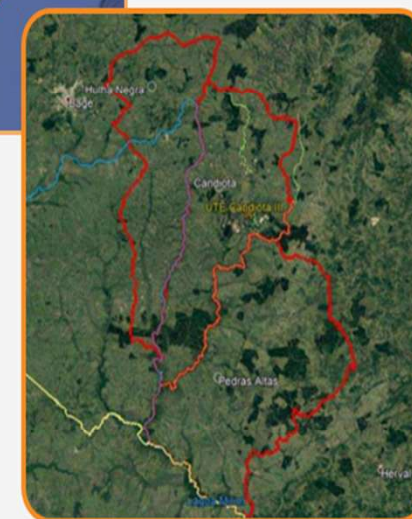 Hulha Negra
Bagé
Candiota
UTE Candiota III
Pedras Altas
Herval